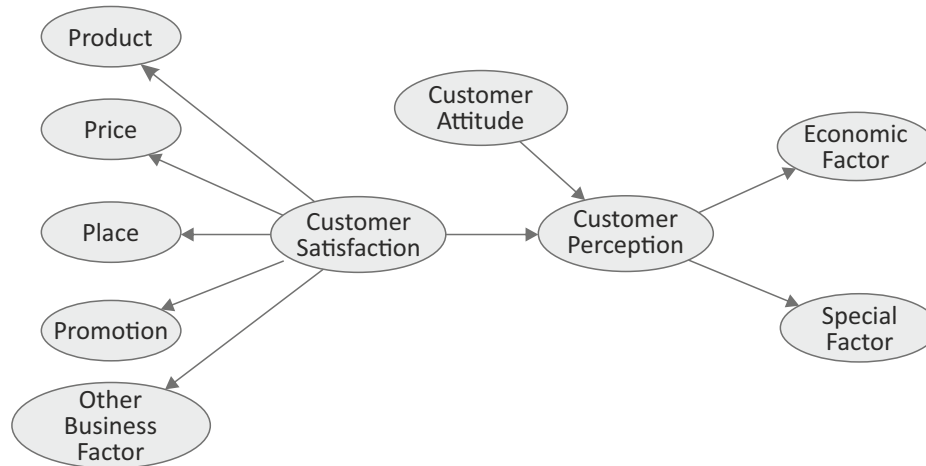 Product
Price
Place
Promotion
Other
Business
Factor
Customer
Satisfaction
Customer
Attitude
Customer
Perception
Economic
Factor
Special
Factor